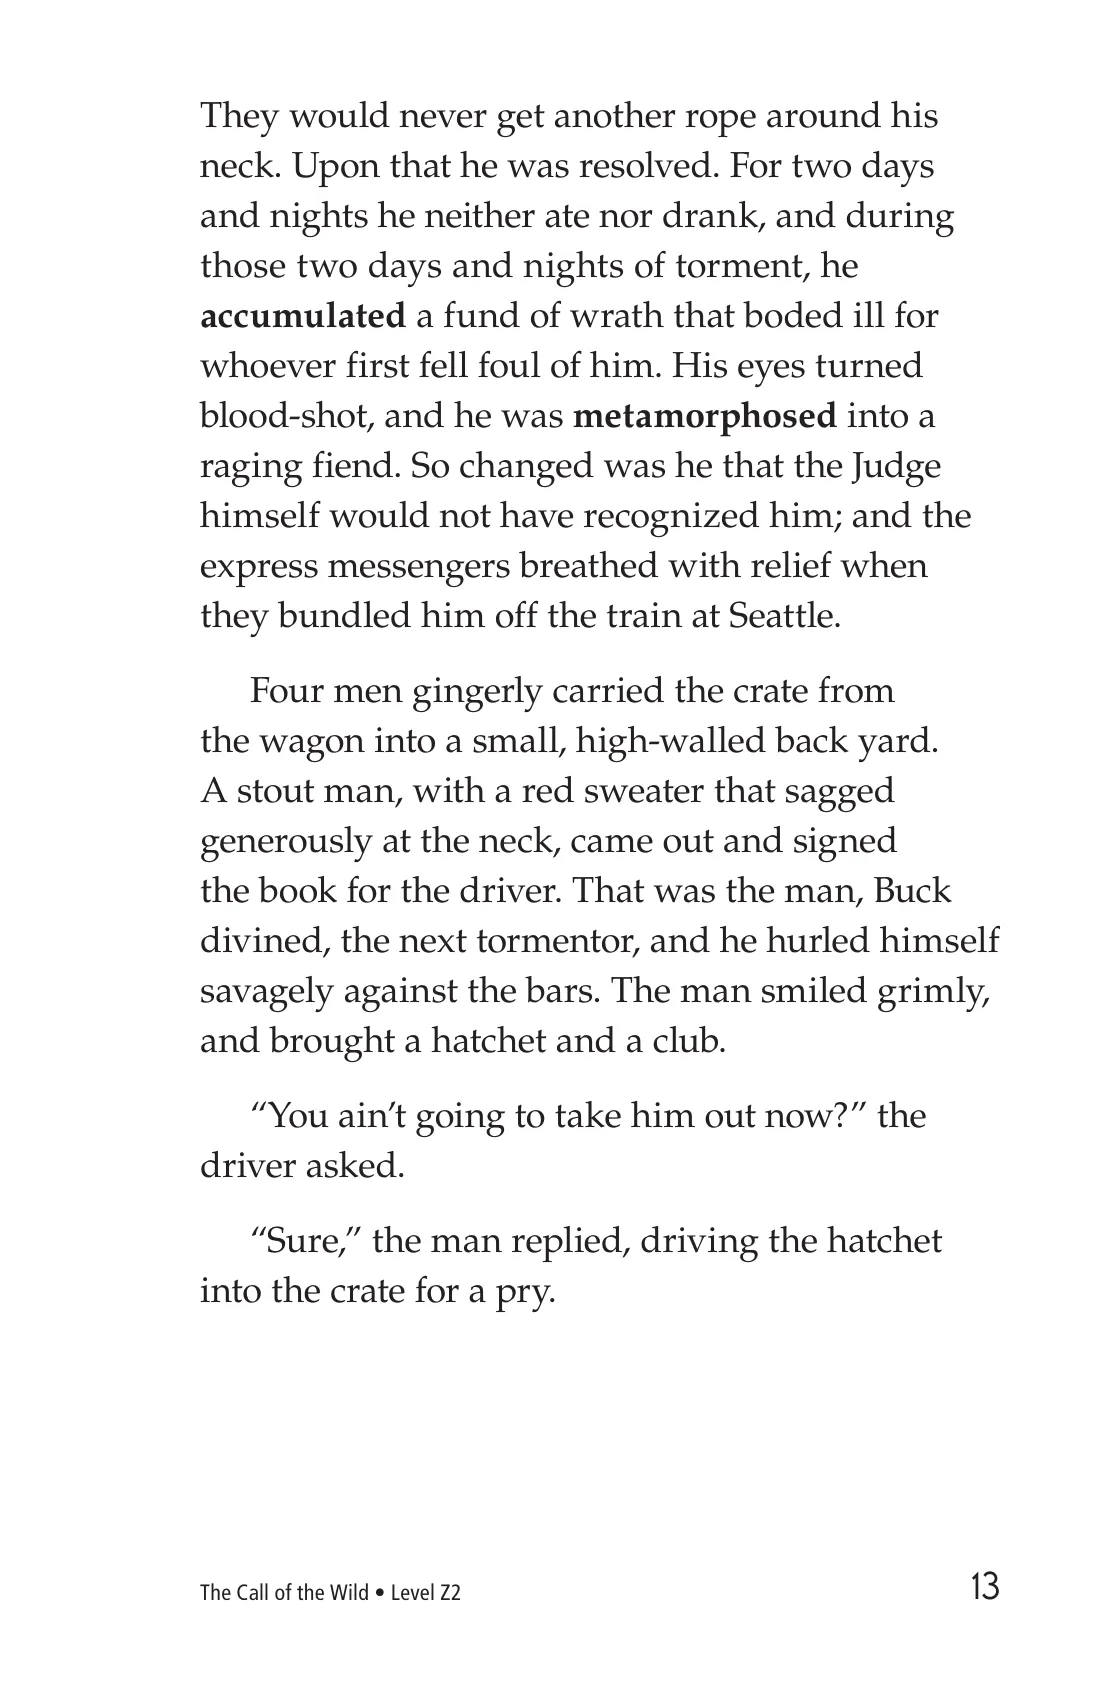 They would never get another rope around his
neck. Upon that he was resolved. For two days
and nights he neither ate nor drank, and during
those two days and nights of torment, he
accumulated a fund of wrath that boded ill for
whoever first fell foul of him. His eyes turned
blood-shot, and he was metamorphosed into a
raging fiend. So changed was he that the Judge
himself would not have recognized him; and the
express messengers breathed with relief when
they bundled him off the train at Seattle.
Four men gingerly carried the crate from
the wagon into a small, high-walled back yard.
A stout man, with a red sweater that sagged
generously at the neck, came out and signed
the book for the driver. That was the man, Buck
divined, the next tormentor, and he hurled himself
savagely against the bars. The man smiled grimly,
and brought a hatchet and a club.
“You ain’t going to take him out now?” the
driver asked.
“Sure,” the man replied, driving the hatchet
into the crate for a pry.
The Call of the Wild • Level Z2
13